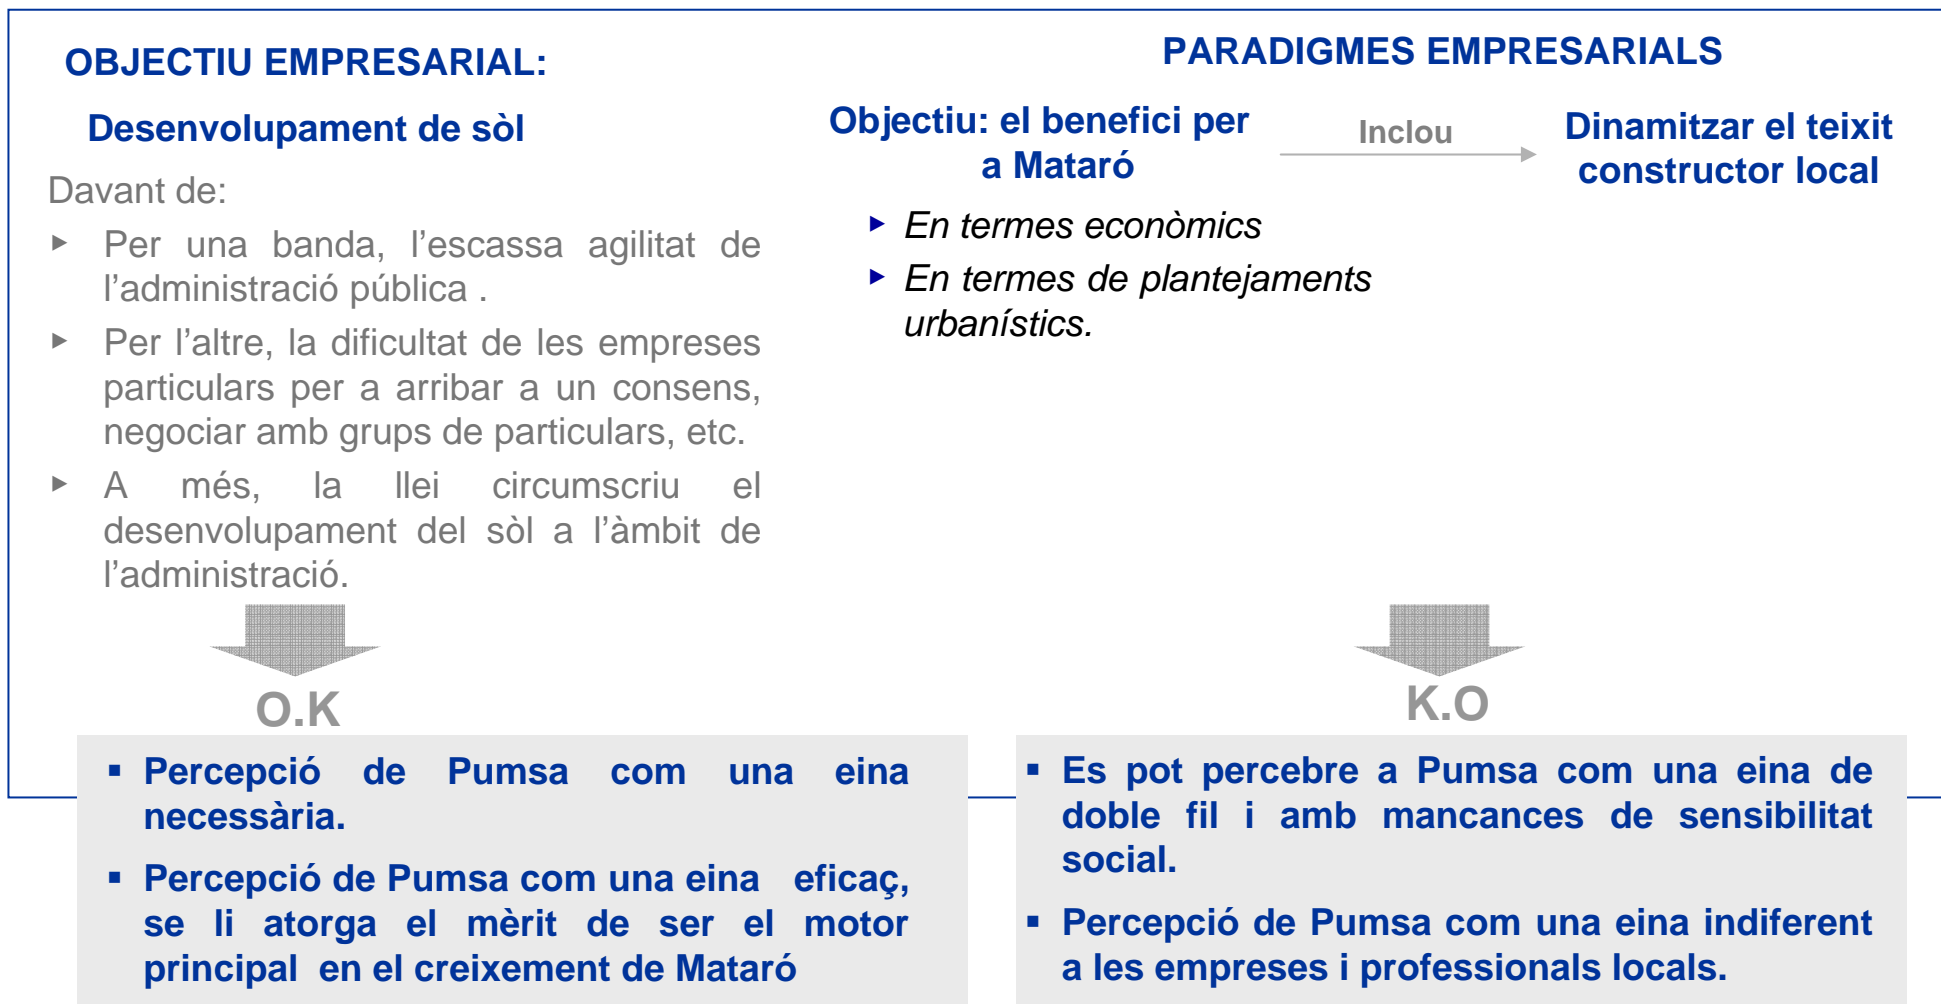 OBJECTIU EMPRESARIAL:
Desenvolupament de sòl
Davant de:
► Per una banda, l’escassa agilitat de
l’administració pública .
► Per l’altre, la dificultat de les empreses
particulars per a arribar a un consens,
negociar amb grups de particulars, etc.
► A més, la llei circumscriu el
desenvolupament del sòl a l’àmbit de
l’administració.
O.K
▪ Percepció de Pumsa com una eina
necessària.
▪ Percepció de Pumsa com una eina eficaç,
se li atorga el mèrit de ser el motor
principal en el creixement de Mataró
PARADIGMES EMPRESARIALS
Objectiu: el benefici per
a Mataró
Inclou
Dinamitzar el teixit
constructor local
► En termes econòmics
► En termes de plantejaments
urbanístics.
K.O
▪ Es pot percebre a Pumsa com una eina de
doble fil i amb mancances de sensibilitat
social.
▪ Percepció de Pumsa com una eina indiferent
a les empreses i professionals locals.